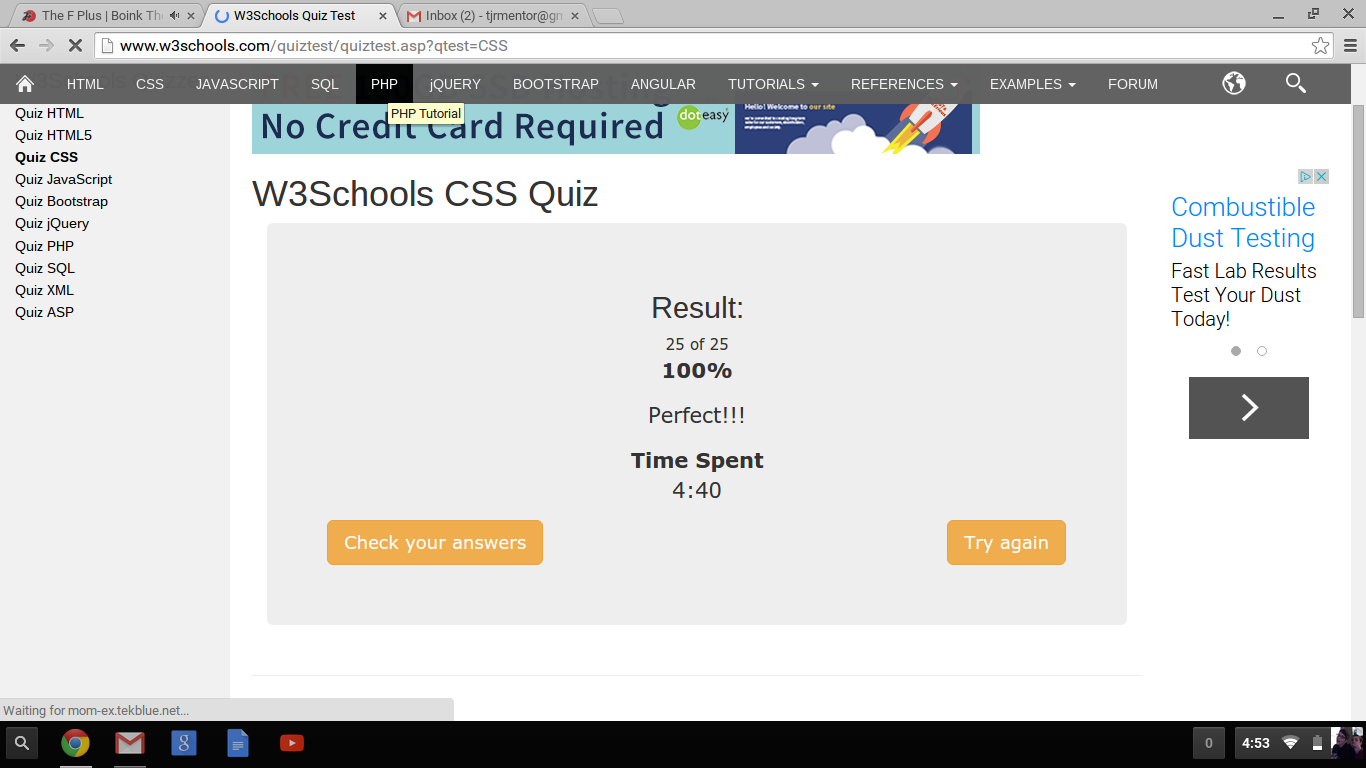 The F Plus | Boink The
W3Schools Quiz Test
Inbox (2) - tjrmentor@gm
www.w3schools.com/quiztest/quiztest.asp?qtest=CSS
HTML CSS JAVASCRIPT SQL PHP jQUERY BOOTSTRAP ANGULAR TUTORIALS REFERENCES EXAMPLES FORUM
PHP Tutorial
Quiz HTML
Quiz HTML5
Quiz CSS
Quiz JavaScript
Quiz Bootstrap
Quiz jQuery
Quiz PHP
Quiz SQL
Quiz XML
Quiz ASP
No Credit Card Required
doteasy
Hello! Welcome to our site
W3Schools CSS Quiz
Result:
25 of 25
100%
Perfect!!!
Time Spent
4:40
Check your answers
Try again
Combustible
Dust Testing
Fast Lab Results
Test Your Dust
Today!
Waiting for mom-ex.tekblue.net...
8
0
4:53